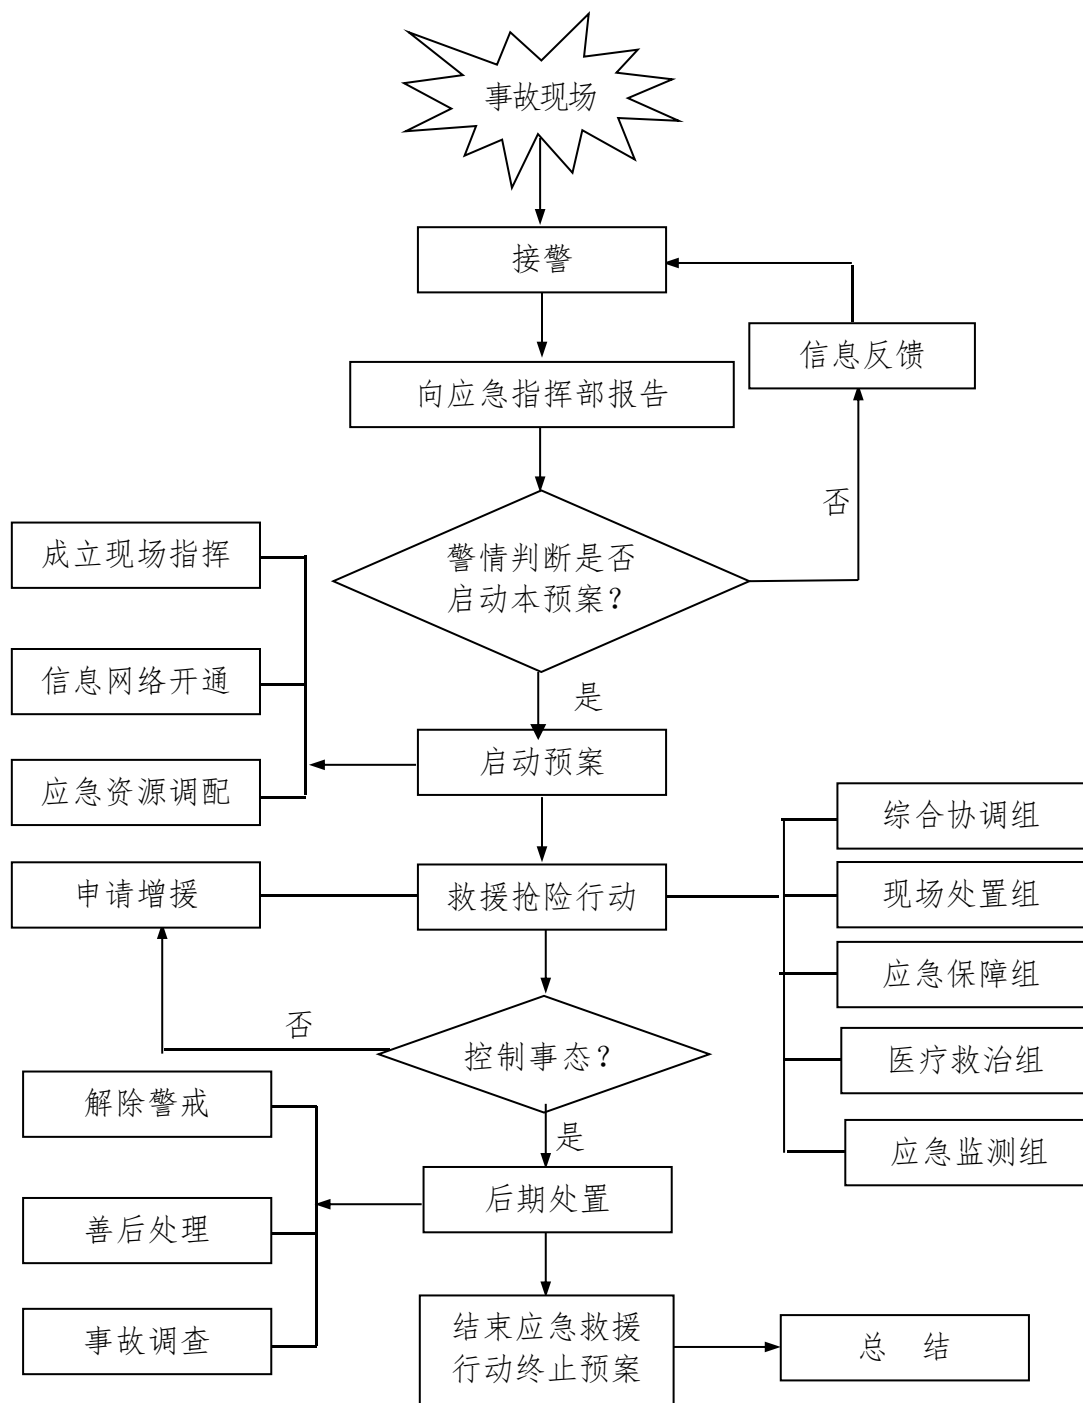 事故现场
接警
信息反馈
向应急指挥部报告
否
成立现场指挥
警情判断是否
启动本预案？
信息网络开通
是
启动预案
应急资源调配
综合协调组
申请增援
救援抢险行动
现场处置组
应急保障组
否
控制事态？
医疗救治组
解除警戒
是
应急监测组
后期处置
善后处理
结束应急救援
行动终止预案
事故调查
总　结